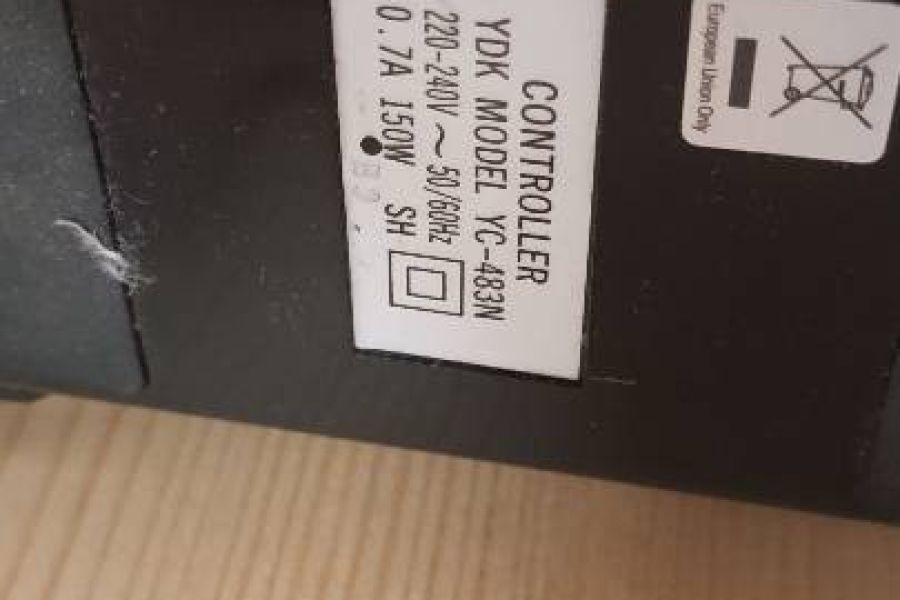 CONTROLLER
YDK MODEL YC-483N
220-240V ~ 50/60Hz
0.7A 150W SH
European Union Only